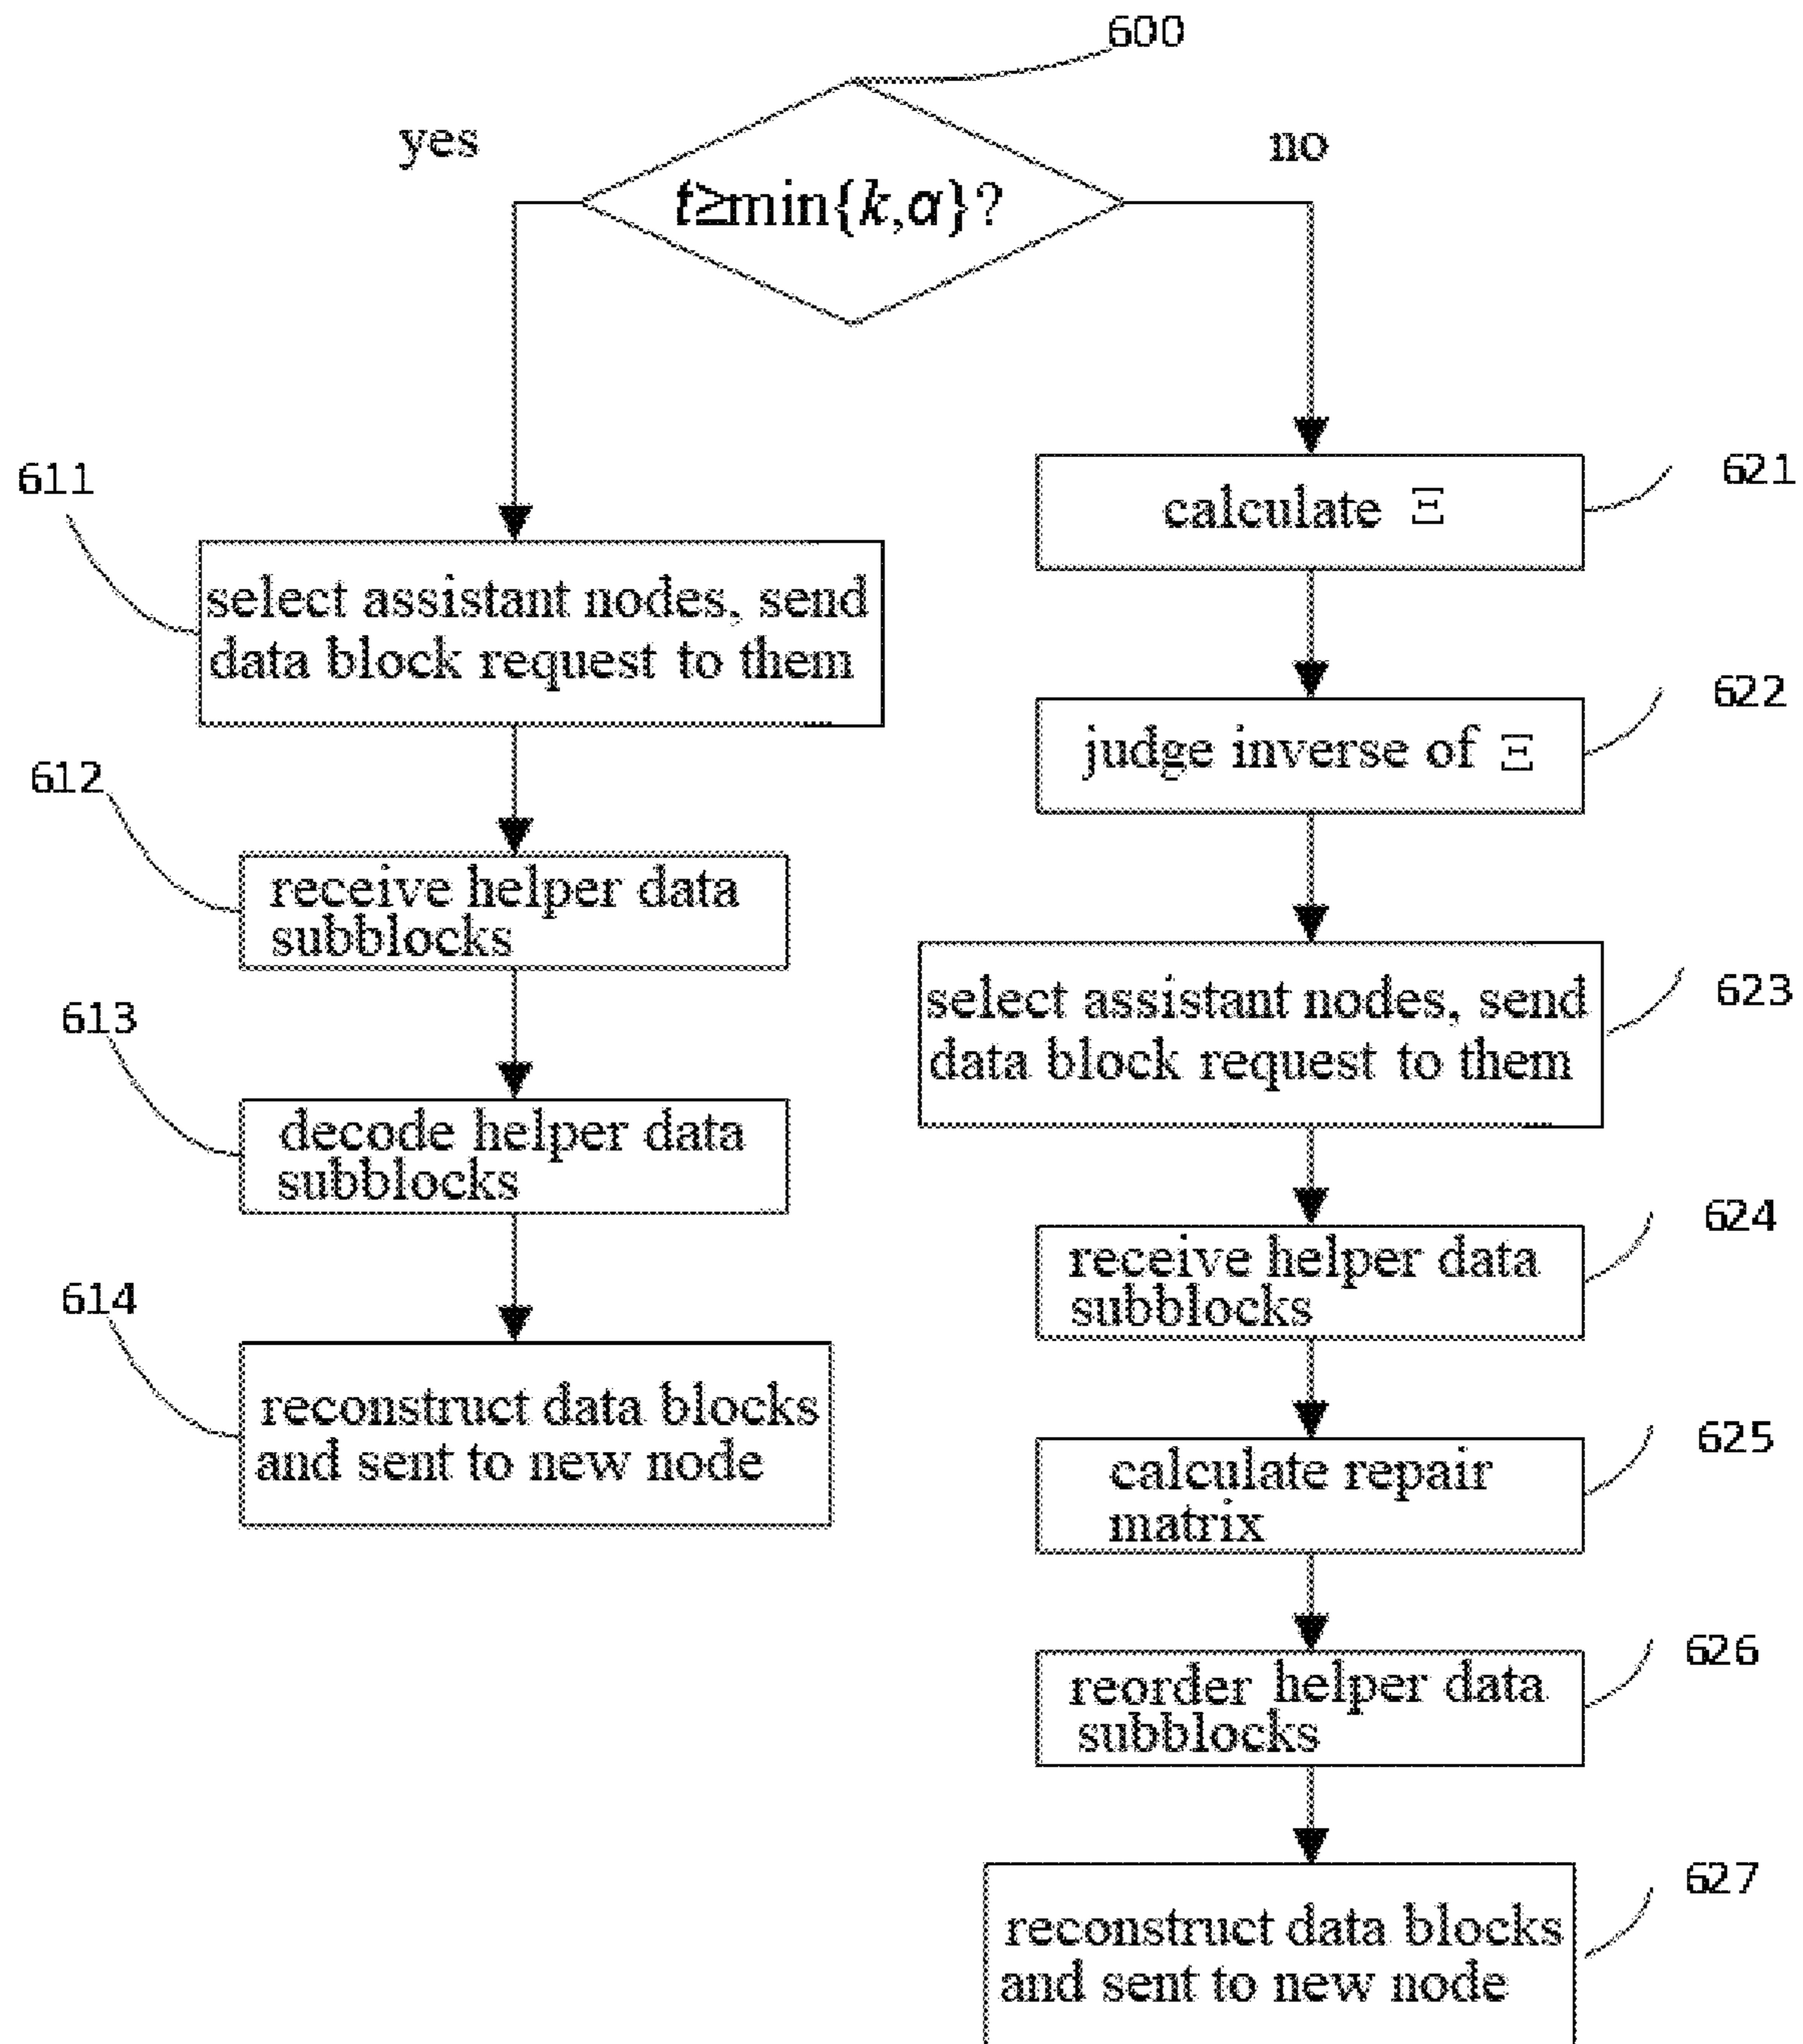 600
yes
no
t≥min{k,α}?
611
select assistant nodes, send
data block request to them
612
receive helper data
subblocks
613
decode helper data
subblocks
614
reconstruct data blocks
and sent to new node
621
calculate Ξ
622
judge inverse of Ξ
623
select assistant nodes, send
data block request to them
624
receive helper data
subblocks
625
calculate repair
matrix
626
reorder helper data
subblocks
627
reconstruct data blocks
and sent to new node